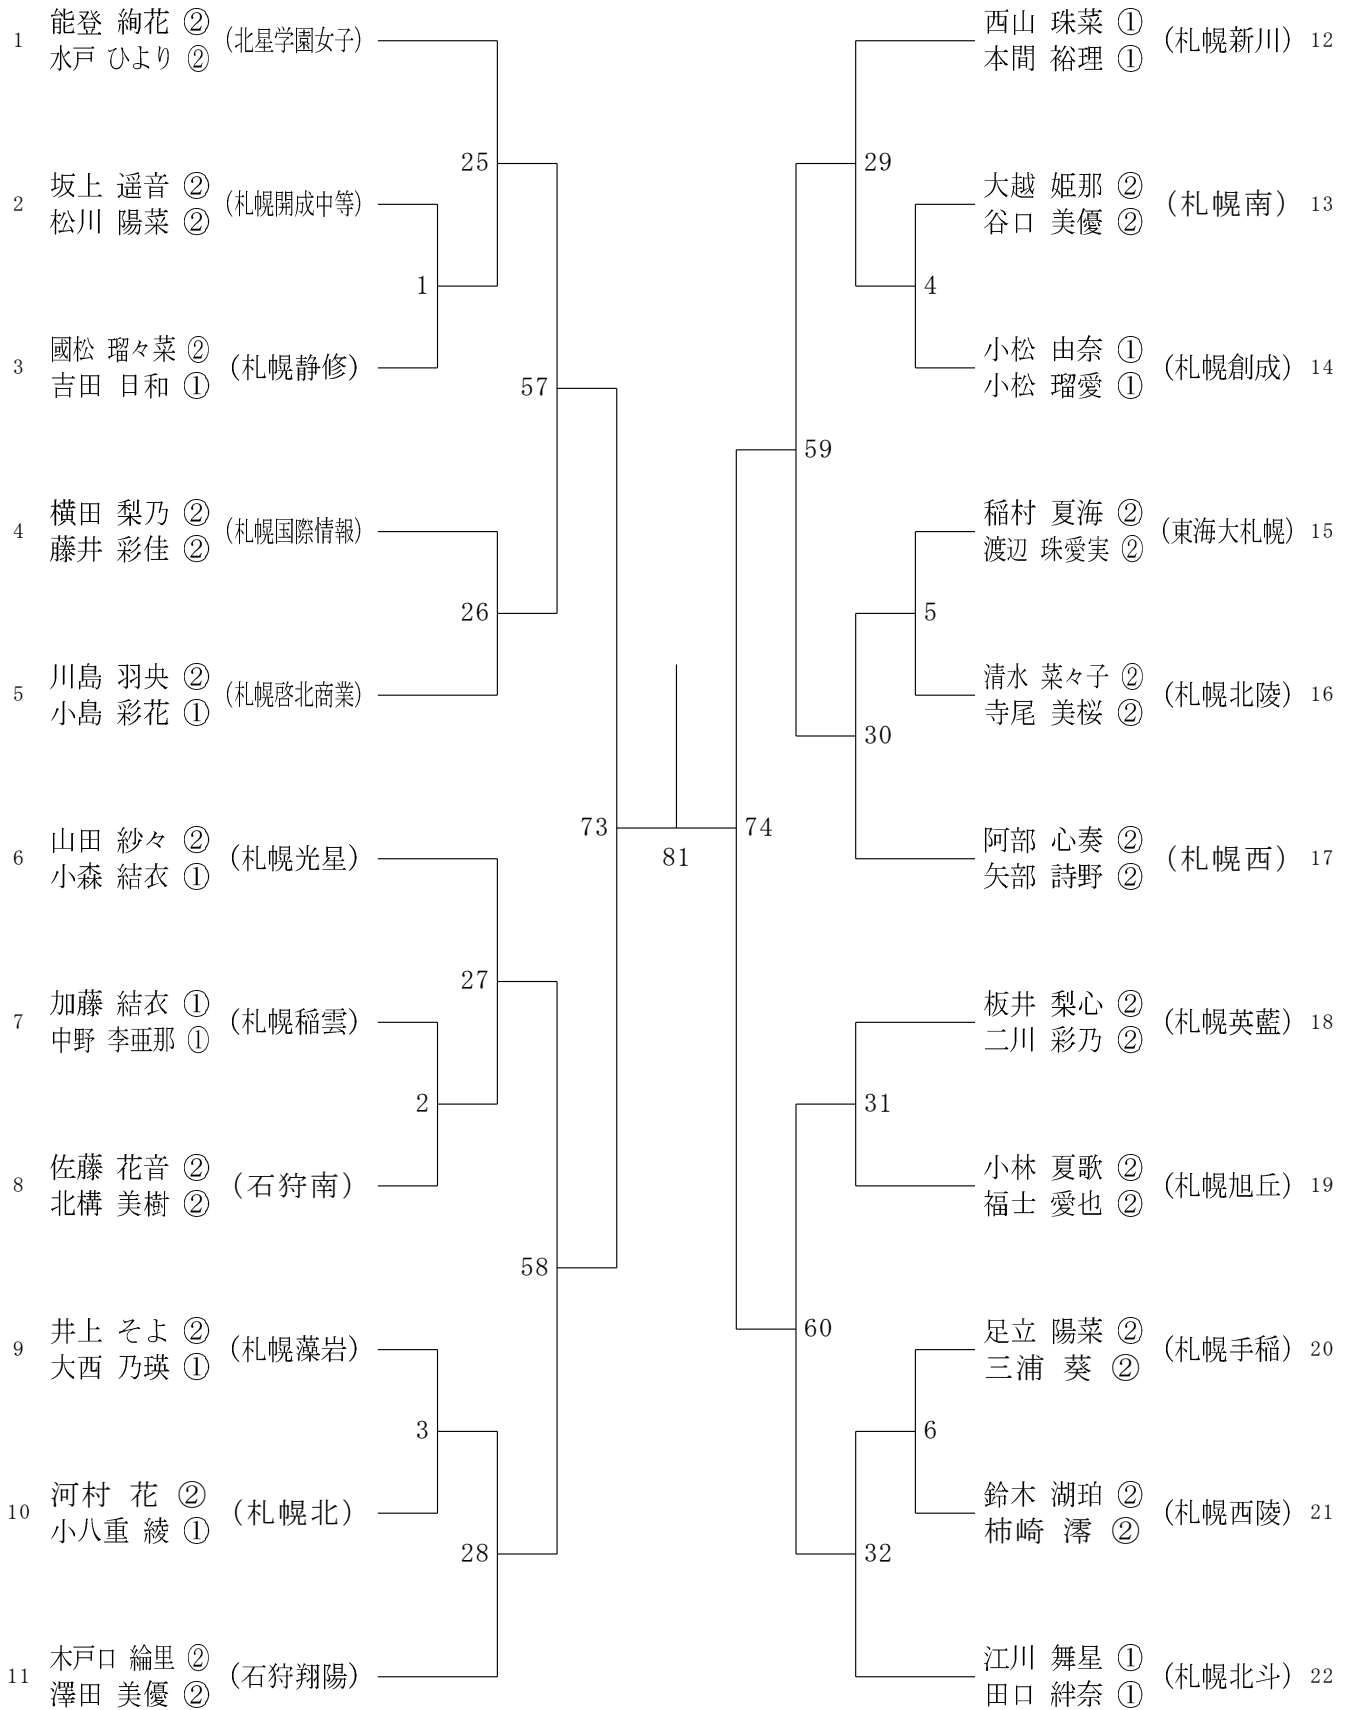 1 能登 絢花 ② (北星学園女子)
水戸 ひより ②
2 坂上 遥音 ② (札幌開成中等)
松川 陽菜 ②
3 國松 瑠々菜 ② (札幌静修)
吉田 日和 ①
4 横田 梨乃 ② (札幌国際情報)
藤井 彩佳 ②
5 川島 羽央 ② (札幌啓北商業)
小島 彩花 ①
6 山田 紗々 ② (札幌光星)
小森 結衣 ①
7 加藤 結衣 ① (札幌稲雲)
中野 李亜那 ①
8 佐藤 花音 ② (石狩南)
北構 美樹 ②
9 井上 そよ ② (札幌藻岩)
大西 乃瑛 ①
10 河村 花 ② (札幌北)
小八重 綾 ①
11 木戸口 綸里 ② (石狩翔陽)
澤田 美優 ②
25
1
57
26
73
27
2
58
3
28
81
74
29
4
59
5
30
31
60
6
32
西山 珠菜 ① (札幌新川) 12
本間 裕理 ①
大越 姫那 ② (札幌南) 13
谷口 美優 ②
小松 由奈 ① (札幌創成) 14
小松 瑠愛 ①
稲村 夏海 ② (東海大札幌) 15
渡辺 珠愛実 ②
清水 菜々子 ② (札幌北陵) 16
寺尾 美桜 ②
阿部 心奏 ② (札幌西) 17
矢部 詩野 ②
板井 梨心 ② (札幌英藍) 18
二川 彩乃 ②
小林 夏歌 ② (札幌旭丘) 19
福士 愛也 ②
足立 陽菜 ② (札幌手稲) 20
三浦 葵 ②
鈴木 湖珀 ② (札幌西陵) 21
柿崎 澪 ②
江川 舞星 ① (札幌北斗) 22
田口 絆奈 ①